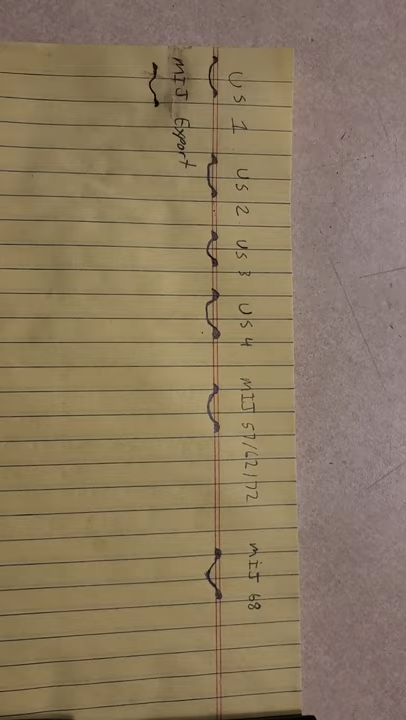 US 1
US 2
US 3
US 4
MIJ 57/62/72
MIJ 68
MIJ Export